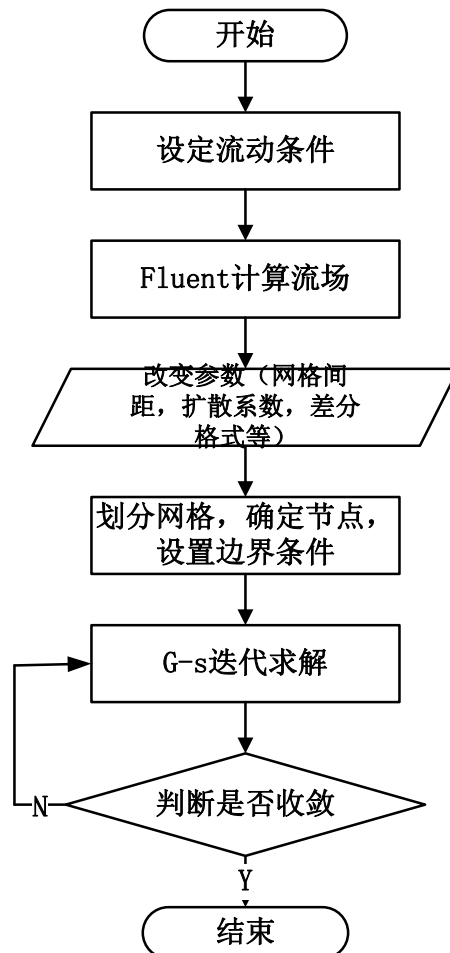 开始
设定流动条件
Fluent计算流场
改变参数（网格间
距，扩散系数，差分
格式等）
划分网格，确定节点，
设置边界条件
G-s迭代求解
判断是否收敛
N
Y
结束